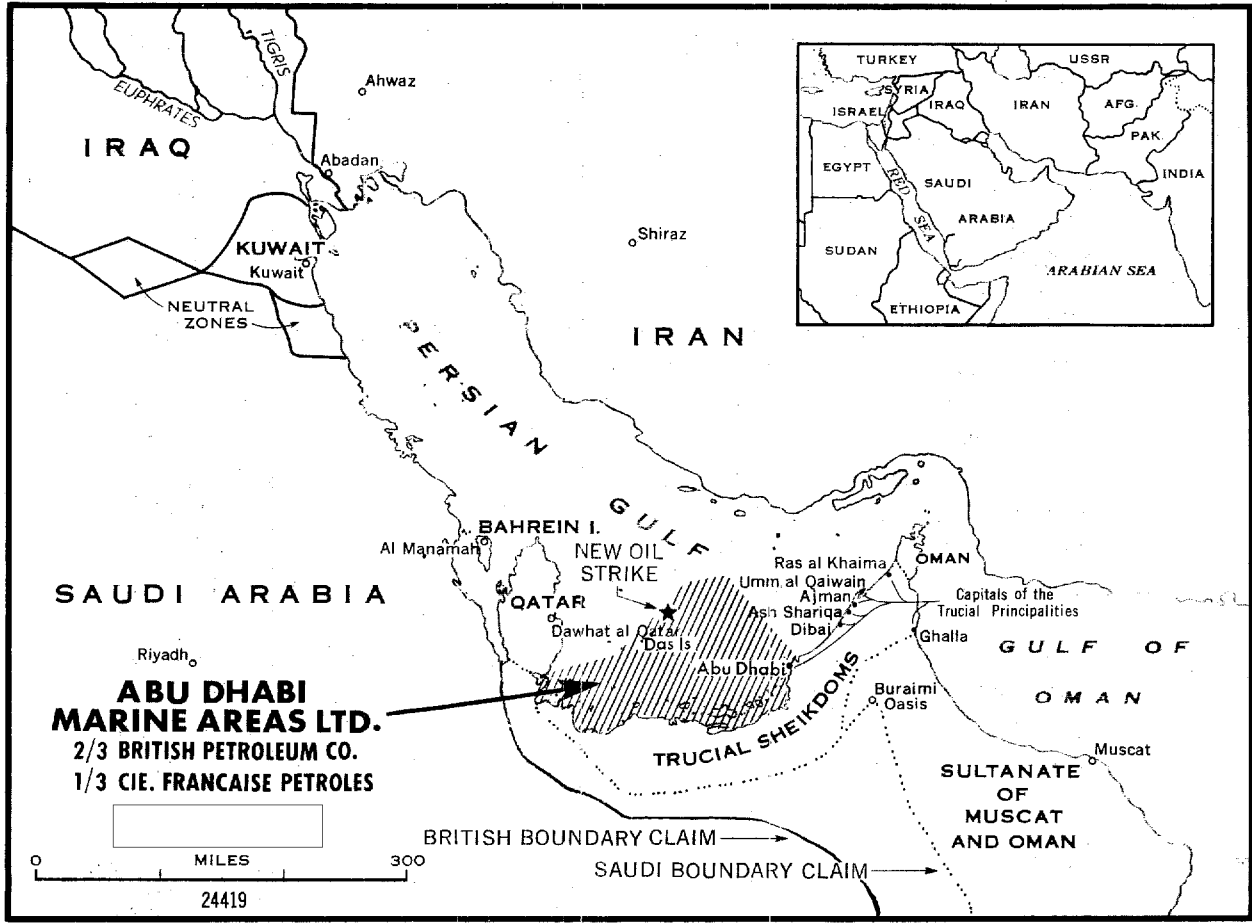 TIGRIS
EUPHRATES
Ahwaz
IRAQ
Abadan
KUWAIT
Kuwait
NEUTRAL
ZONES
Shiraz
IRAN
PERSIAN GULF
TURKEY
USSR
SYRIA
ISRAEL
IRAQ
IRAN
AFG.
PAK.
EGYPT
RED SEA
SAUDI
ARABIA
INDIA
SUDAN
ARABIAN SEA
ETHIOPIA
BAHREIN I.
Al Manamah
NEW OIL
STRIKE
QATAR
Dawhat al Qatar
Das Is
SAUDI ARABIA
Riyadh
Ras al Khaima
Umm al Qaiwain
Ajman
Ash Shariqa
Dibai
Abu Dhabi
OMAN
Capitals of the
Trucial Principalities
Ghalla
GULF OF
OMAN
Buraimi
Oasis
TRUCIAL SHEIKDOMS
Muscat
SULTANATE
OF
MUSCAT
AND OMAN
ABU DHABI
MARINE AREAS LTD.
2/3 BRITISH PETROLEUM CO.
1/3 CIE. FRANCAISE PETROLES
BRITISH BOUNDARY CLAIM
SAUDI BOUNDARY CLAIM
0 MILES 300
24419